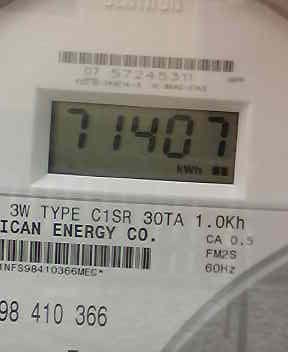 07 57245311
71407
kWh
3W TYPE C1SR 30TA 1.0Kh
ICAN ENERGY CO.
CA 0.5
FM2S
60Hz
NFS98410366MEC*
98 410 366